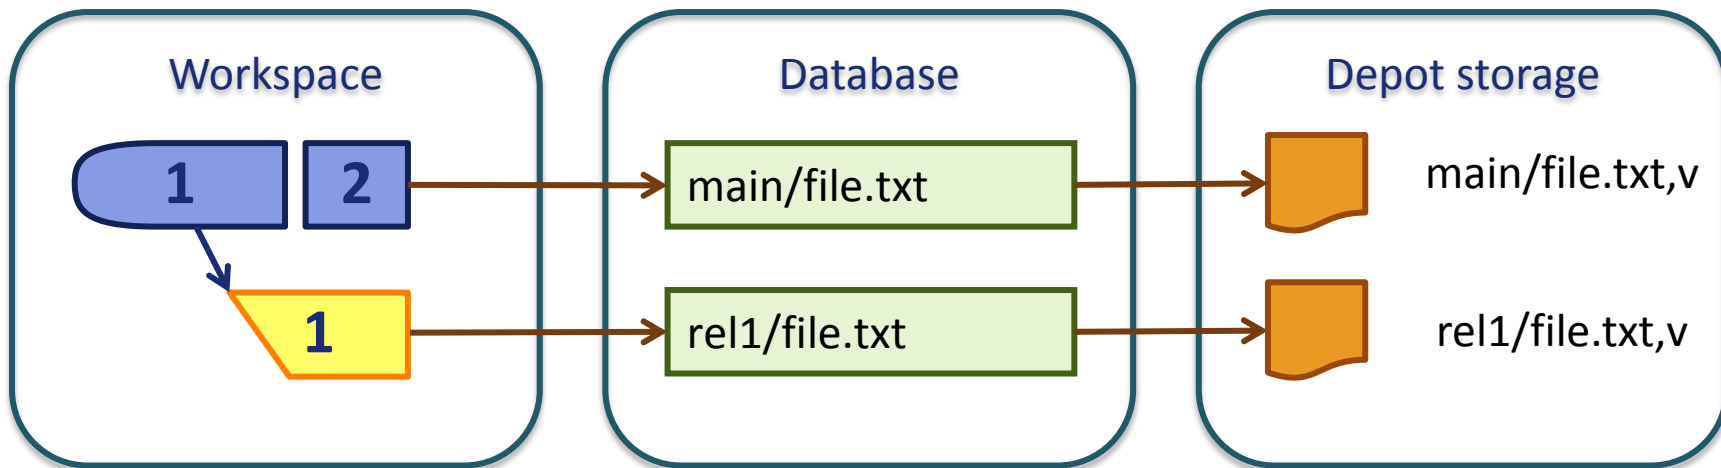 Workspace
Database
Depot storage
1 2
main/file.txt
main/file.txt,v
1
rel1/file.txt
rel1/file.txt,v